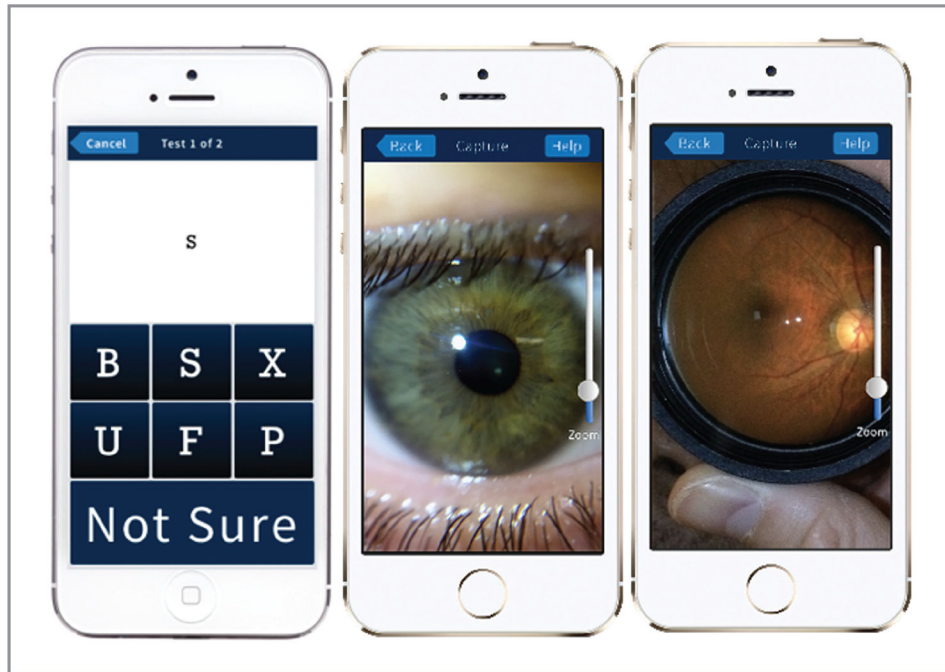 Cancel Test 1 of 2
S
B S X
U F P
Not Sure
Back Capture Help
Zoom
Back Capture Help
Zoom